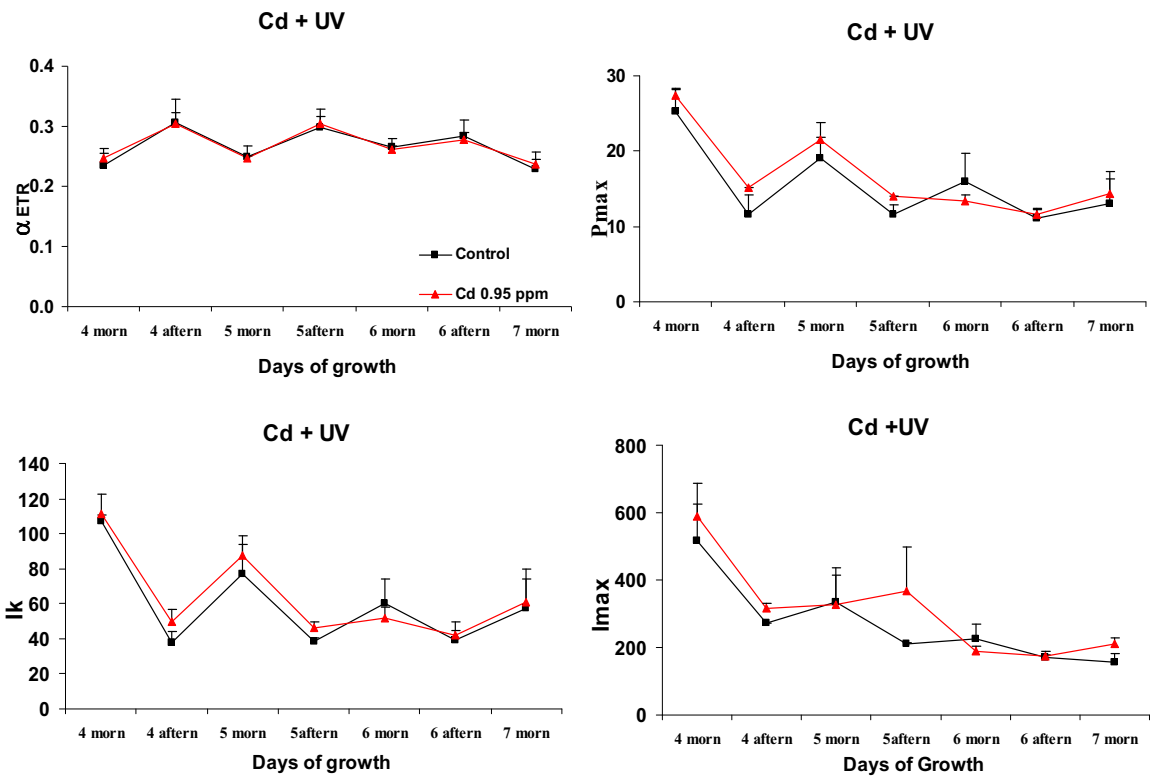 Cd + UV
αETR
0.4
0.3
0.2
0.1
0.0
Control
Cd 0.95 ppm
4 morn 4 aftern 5 morn 5aftern 6 morn 6 aftern 7 morn
Days of growth
Cd + UV
Pmax
30
20
10
0
4 morn 4 aftern 5 morn 5aftern 6 morn 6 aftern 7 morn
Days of growth
Cd + UV
Ik
140
120
100
80
60
40
20
0
4 morn 4 aftern 5 morn 5aftern 6 morn 6 aftern 7 morn
Days of growth
Cd +UV
Imax
800
600
400
200
0
4 morn 4 aftern 5 morn 5aftern 6 morn 6 aftern 7 morn
Days of Growth